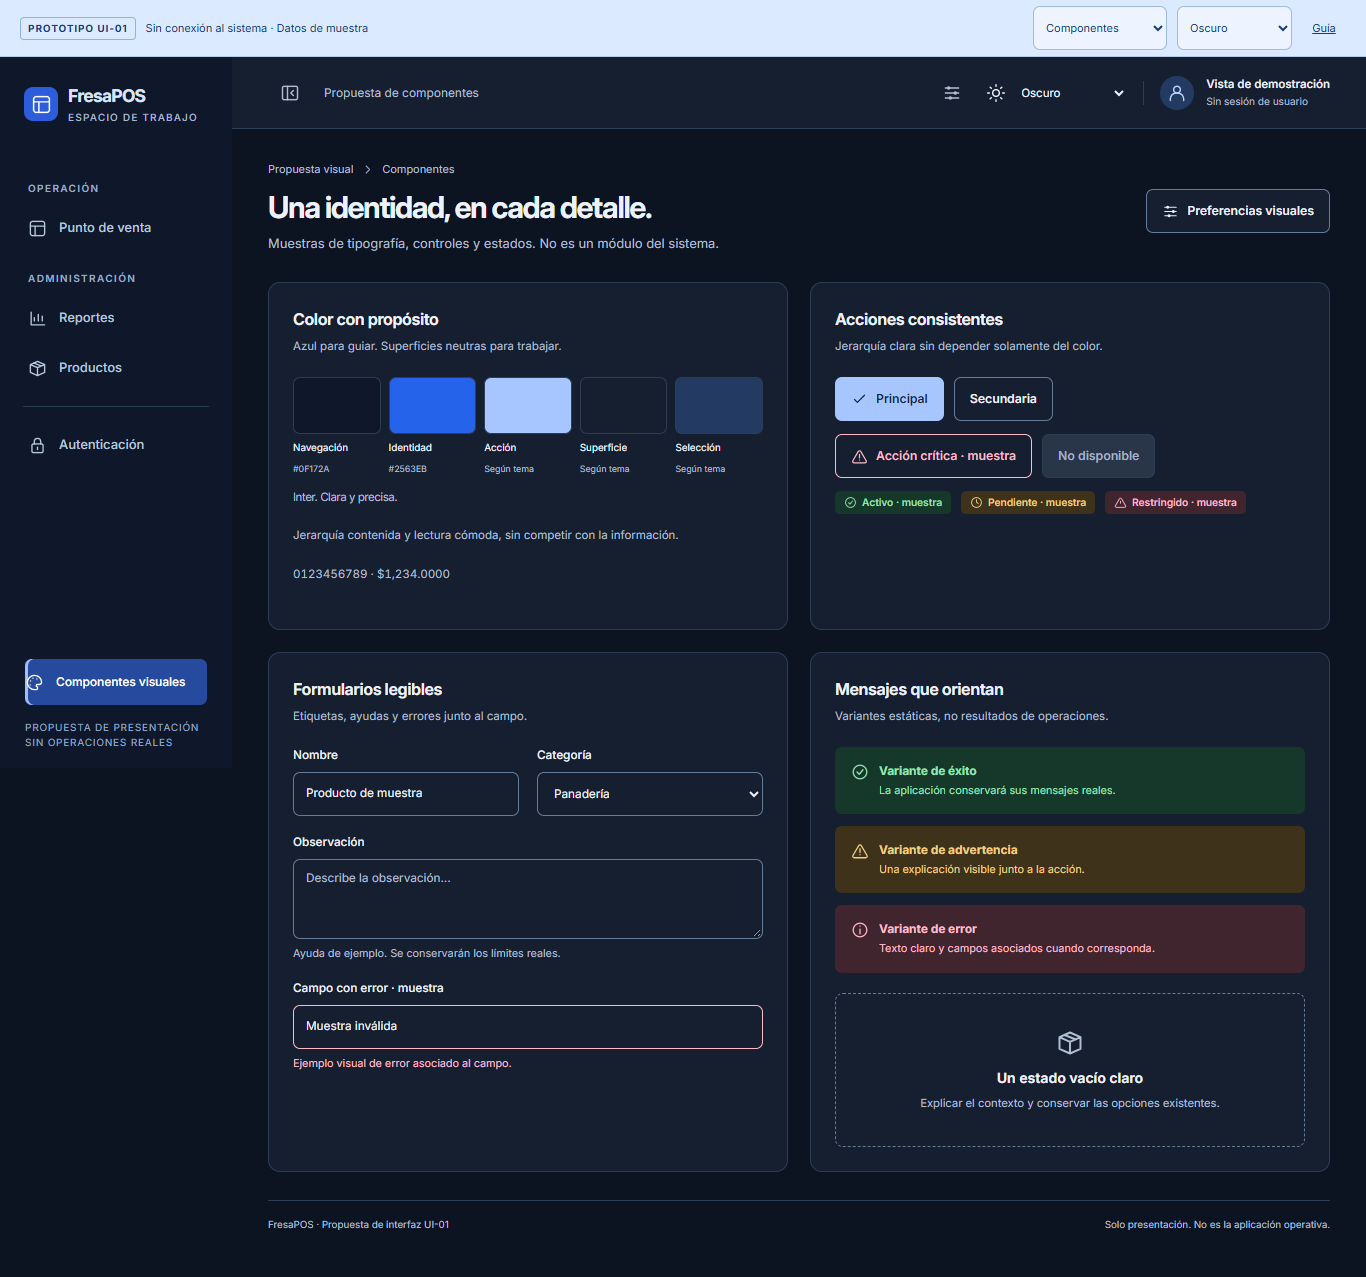 PROTOTIPO UI-01
Sin conexión al sistema · Datos de muestra
Componentes
Oscuro
Guía
FresaPOS
ESPACIO DE TRABAJO
Propuesta de componentes
Oscuro
Vista de demostración
Sin sesión de usuario
OPERACIÓN
Punto de venta
ADMINISTRACIÓN
Reportes
Productos
Autenticación
Componentes visuales
PROPUESTA DE PRESENTACIÓN
SIN OPERACIONES REALES
Propuesta visual
Componentes
Una identidad, en cada detalle.
Muestras de tipografía, controles y estados. No es un módulo del sistema.
Preferencias visuales
Color con propósito
Azul para guiar. Superficies neutras para trabajar.
Navegación
#0F172A
Identidad
#2563EB
Acción
Según tema
Superficie
Según tema
Selección
Según tema
Inter. Clara y precisa.
Jerarquía contenida y lectura cómoda, sin competir con la información.
0123456789 · $1,234.0000
Acciones consistentes
Jerarquía clara sin depender solamente del color.
Principal
Secundaria
Acción crítica · muestra
No disponible
Activo · muestra
Pendiente · muestra
Restringido · muestra
Formularios legibles
Etiquetas, ayudas y errores junto al campo.
Nombre
Producto de muestra
Categoría
Panadería
Observación
Describe la observación...
Ayuda de ejemplo. Se conservarán los límites reales.
Campo con error · muestra
Muestra inválida
Ejemplo visual de error asociado al campo.
Mensajes que orientan
Variantes estáticas, no resultados de operaciones.
Variante de éxito
La aplicación conservará sus mensajes reales.
Variante de advertencia
Una explicación visible junto a la acción.
Variante de error
Texto claro y campos asociados cuando corresponda.
Un estado vacío claro
Explicar el contexto y conservar las opciones existentes.
FresaPOS · Propuesta de interfaz UI-01
Solo presentación. No es la aplicación operativa.